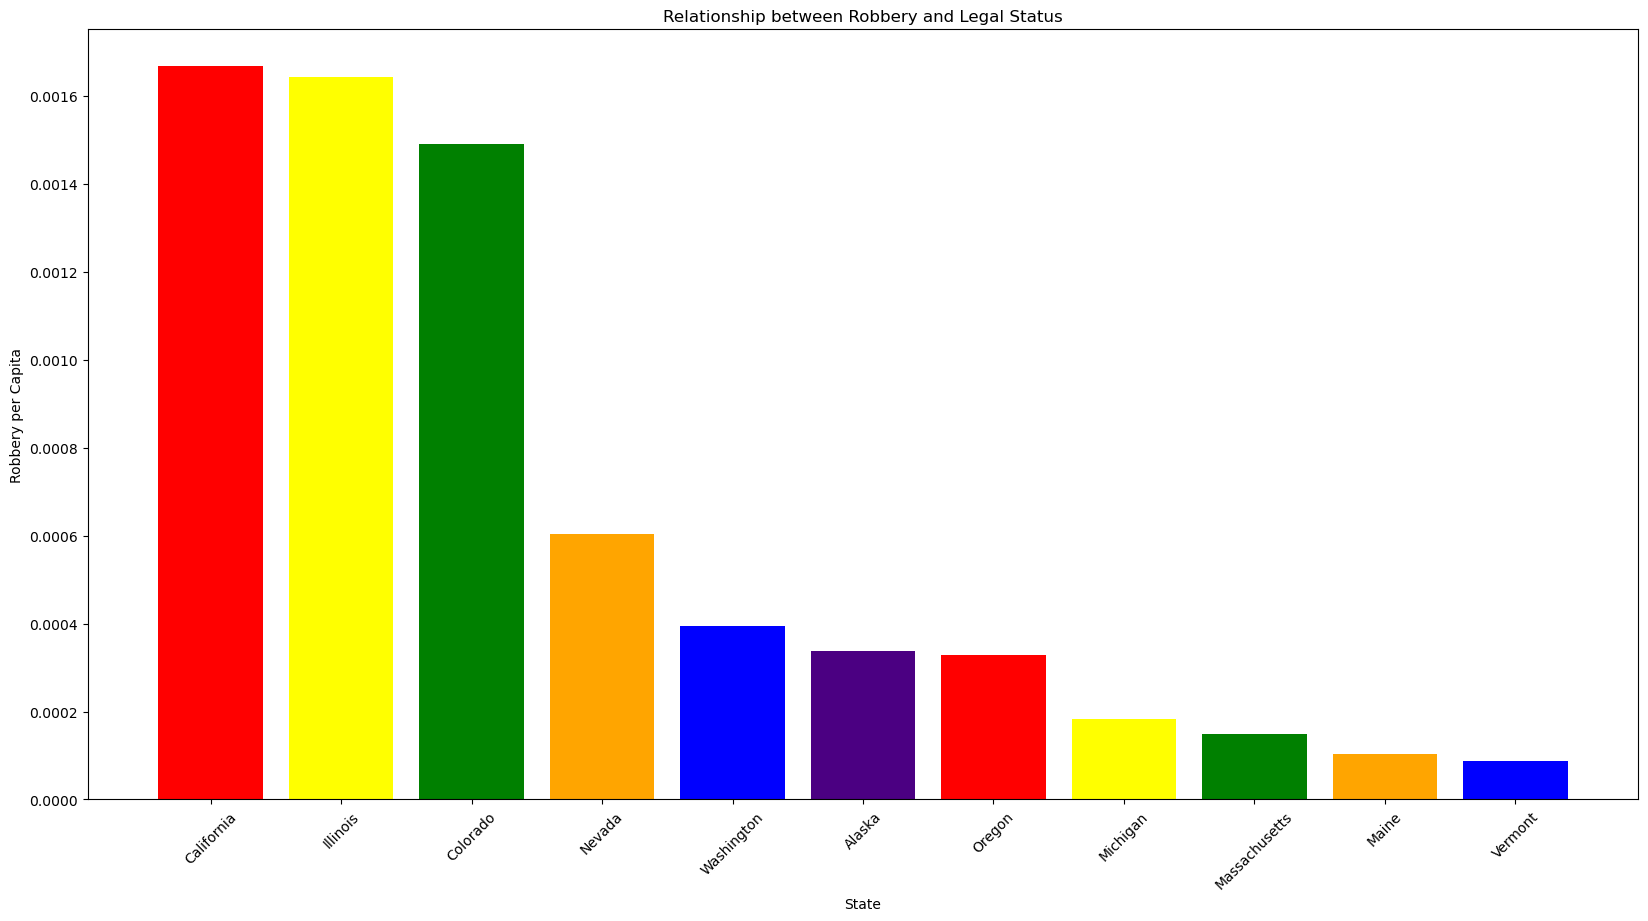 Relationship between Robbery and Legal Status
Robbery per Capita
0.0016
0.0014
0.0012
0.0010
0.0008
0.0006
0.0004
0.0002
0.0000
California
Illinois
Colorado
Nevada
Washington
Alaska
Oregon
Michigan
Massachusetts
Maine
Vermont
State